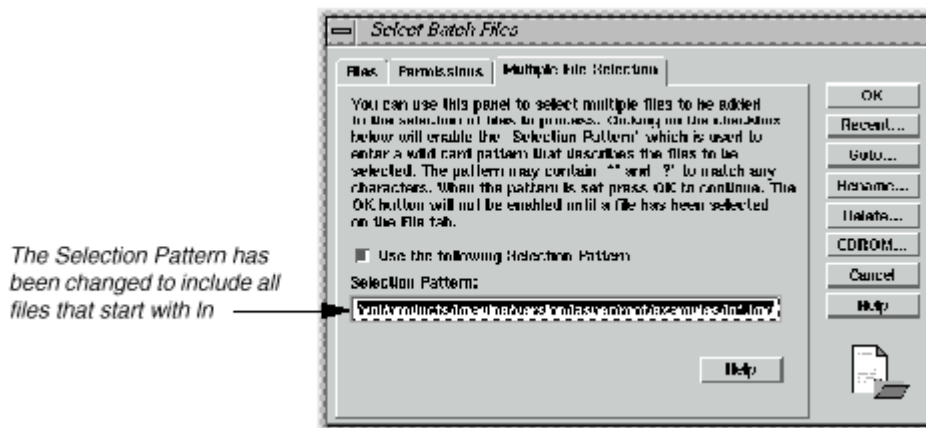 Select Batch Files
Files
Permissions
Multiple File Selection
You can use this panel to select multiple files to be added
to the selection of files to process. Clicking on the checkbox
below will enable the 'Selection Pattern' which is used to
enter a wild card pattern that describes the files to be
selected. The pattern may contain '*' and '?' to match any
characters. When the pattern is set press OK to continue. The
OK button will not be enabled until a file has been selected
on the File tab.
Use the following Selection Pattern
Selection Pattern:
Help
OK
Recent...
Goto...
Rename...
Delete...
CDROM...
Cancel
Help
The Selection Pattern has
been changed to include all
files that start with In